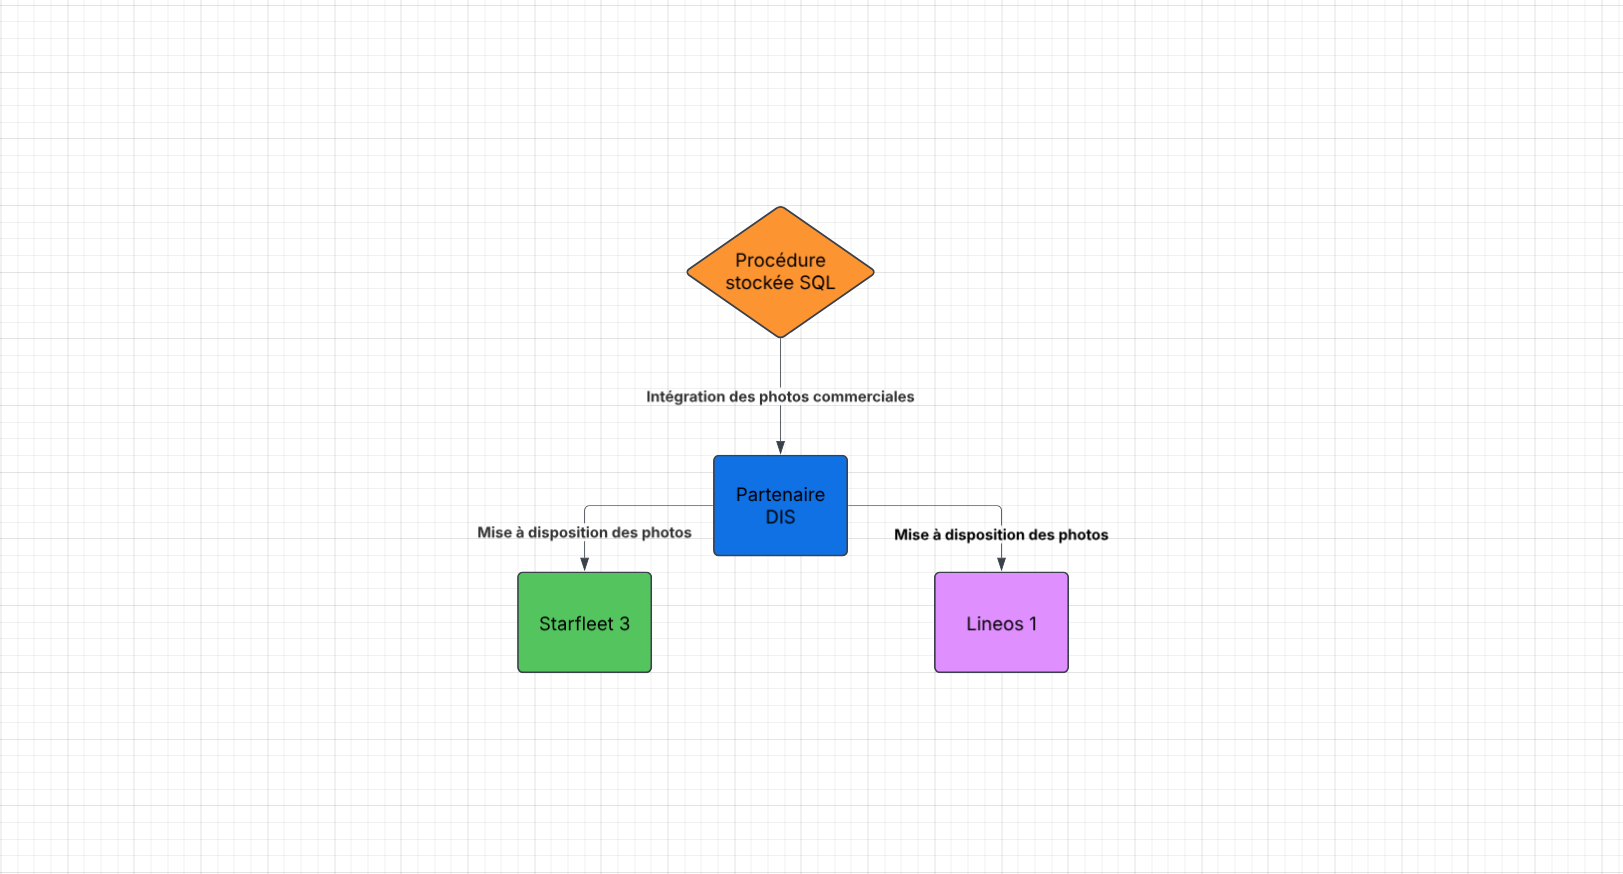 Procédure
stockée SQL
Intégration des photos commerciales
Partenaire
DIS
Mise à disposition des photos
Mise à disposition des photos
Starfleet 3
Lineos 1